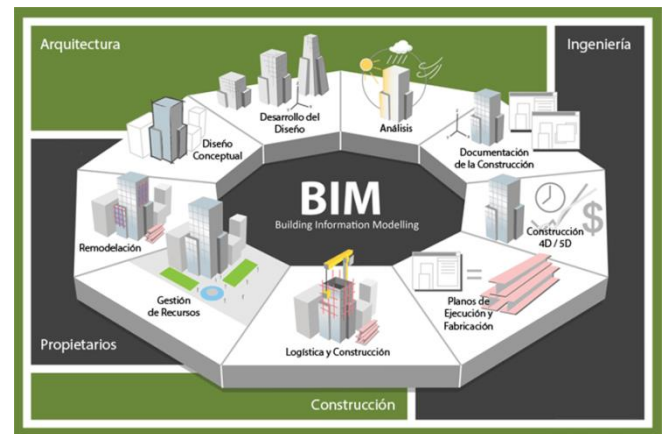 Arquitectura
Ingeniería
Desarrollo del
Diseño
Análisis
Diseño
Conceptual
Documentación
de la Construcción
BIM
Building Information Modelling
Remodelación
Construcción
4D / 5D
Gestión
de Recursos
Planos de
Ejecución y
Fabricación
Logística y Construcción
Propietarios
Construcción